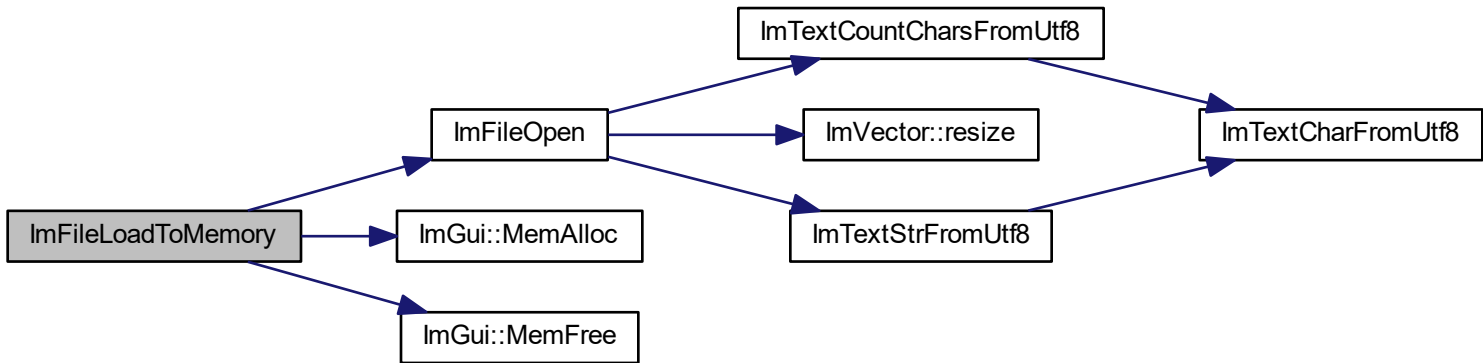 ImFileLoadToMemory
ImFileOpen
ImGui::MemAlloc
ImGui::MemFree
ImTextCountCharsFromUtf8
ImVector::resize
ImTextStrFromUtf8
ImTextCharFromUtf8